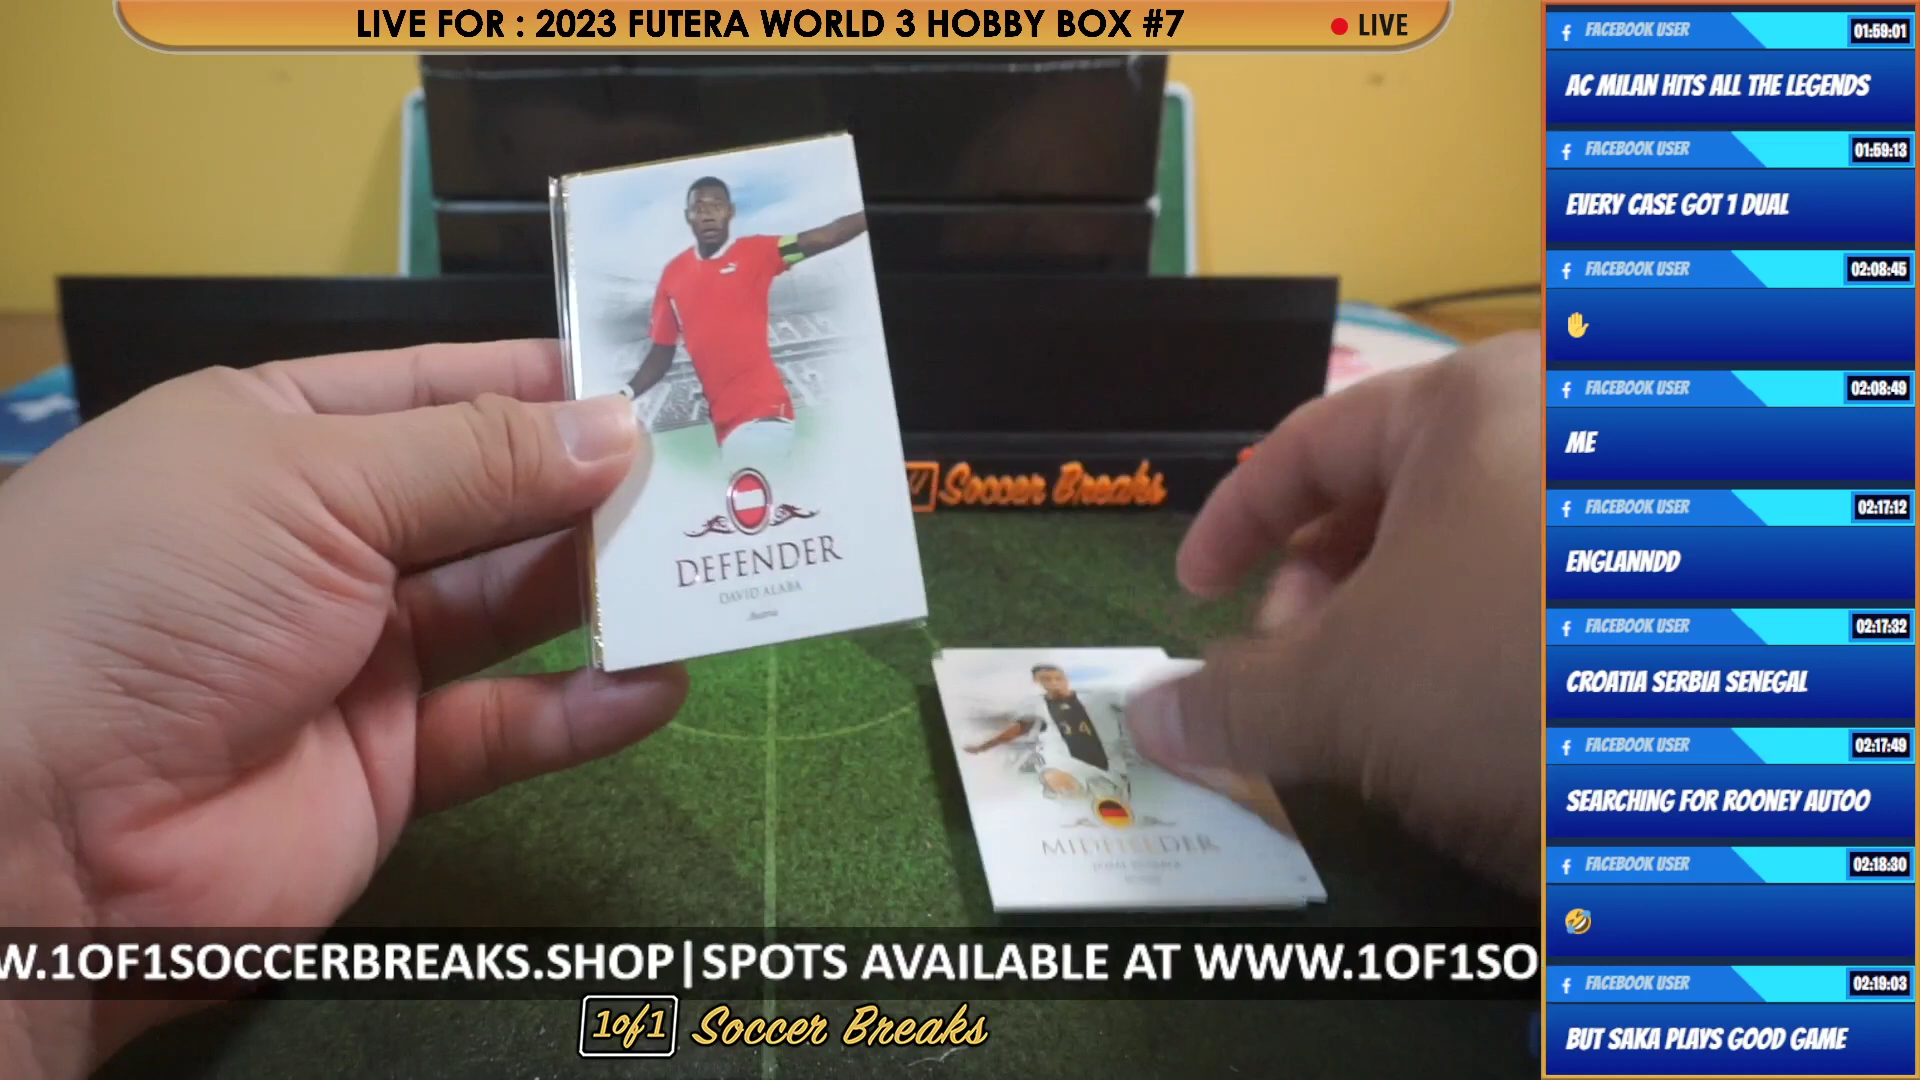 LIVE FOR : 2023 FUTERA WORLD 3 HOBBY BOX #7
LIVE
DEFENDER
DAVID ALABA
Austria
Soccer Breaks
MIDFIELDER
W.1OF1SOCCERBREAKS.SHOP|SPOTS AVAILABLE AT WWW.1OF1SO
1of1 Soccer Breaks
FACEBOOK USER 01:59:01
AC MILAN HITS ALL THE LEGENDS
FACEBOOK USER 01:59:13
EVERY CASE GOT 1 DUAL
FACEBOOK USER 02:08:45
✋
FACEBOOK USER 02:08:49
ME
FACEBOOK USER 02:17:12
ENGLANNDD
FACEBOOK USER 02:17:32
CROATIA SERBIA SENEGAL
FACEBOOK USER 02:17:49
SEARCHING FOR ROONEY AUTOO
FACEBOOK USER 02:18:30
🤣
FACEBOOK USER 02:19:03
BUT SAKA PLAYS GOOD GAME